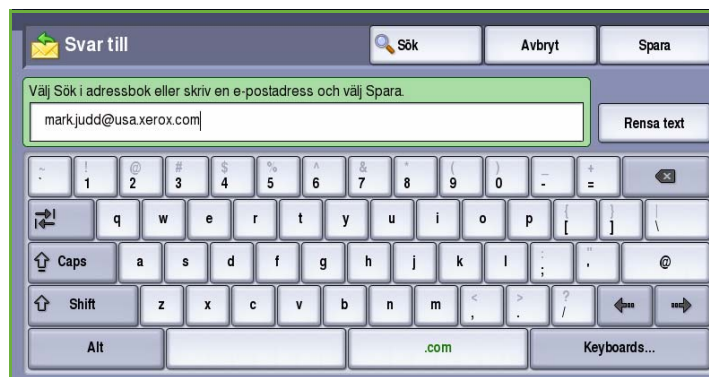 Svar till Sök Avbryt Spara
Välj Sök i adressbok eller skriv en e-postadress och välj Spara.
mark.judd@usa.xerox.com Rensa text
~ ! @ # $ % ^ & * ( ) _ +
` 1 2 3 4 5 6 7 8 9 0 - =
q w e r t y u i o p { [ } ] | \
Caps a s d f g h j k l : ; " ' @
Shift z x c v b n m < , > . ? /
Alt .com Keyboards...